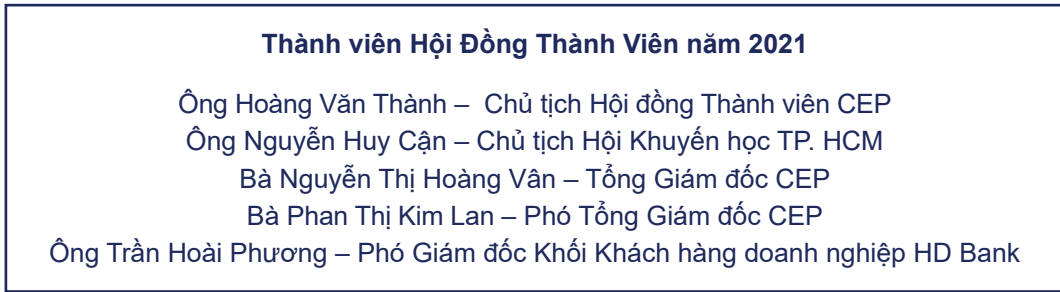 Thành viên Hội Đồng Thành Viên năm 2021
Ông Hoàng Văn Thành – Chủ tịch Hội đồng Thành viên CEP
Ông Nguyễn Huy Cận – Chủ tịch Hội Khuyến học TP. HCM
Bà Nguyễn Thị Hoàng Vân – Tổng Giám đốc CEP
Bà Phan Thị Kim Lan – Phó Tổng Giám đốc CEP
Ông Trần Hoài Phương – Phó Giám đốc Khối Khách hàng doanh nghiệp HD Bank